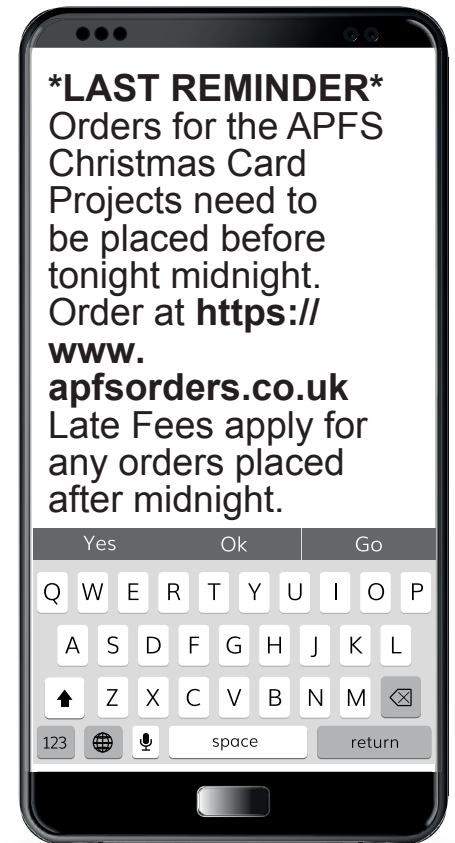 *LAST REMINDER*
Orders for the APFS
Christmas Card
Projects need to
be placed before
tonight midnight.
Order at https://
www.
apfsorders.co.uk
Late Fees apply for
any orders placed
after midnight.
Yes Ok Go
Q W E R T Y U I O P
A S D F G H J K L
Z X C V B N M
123 space return